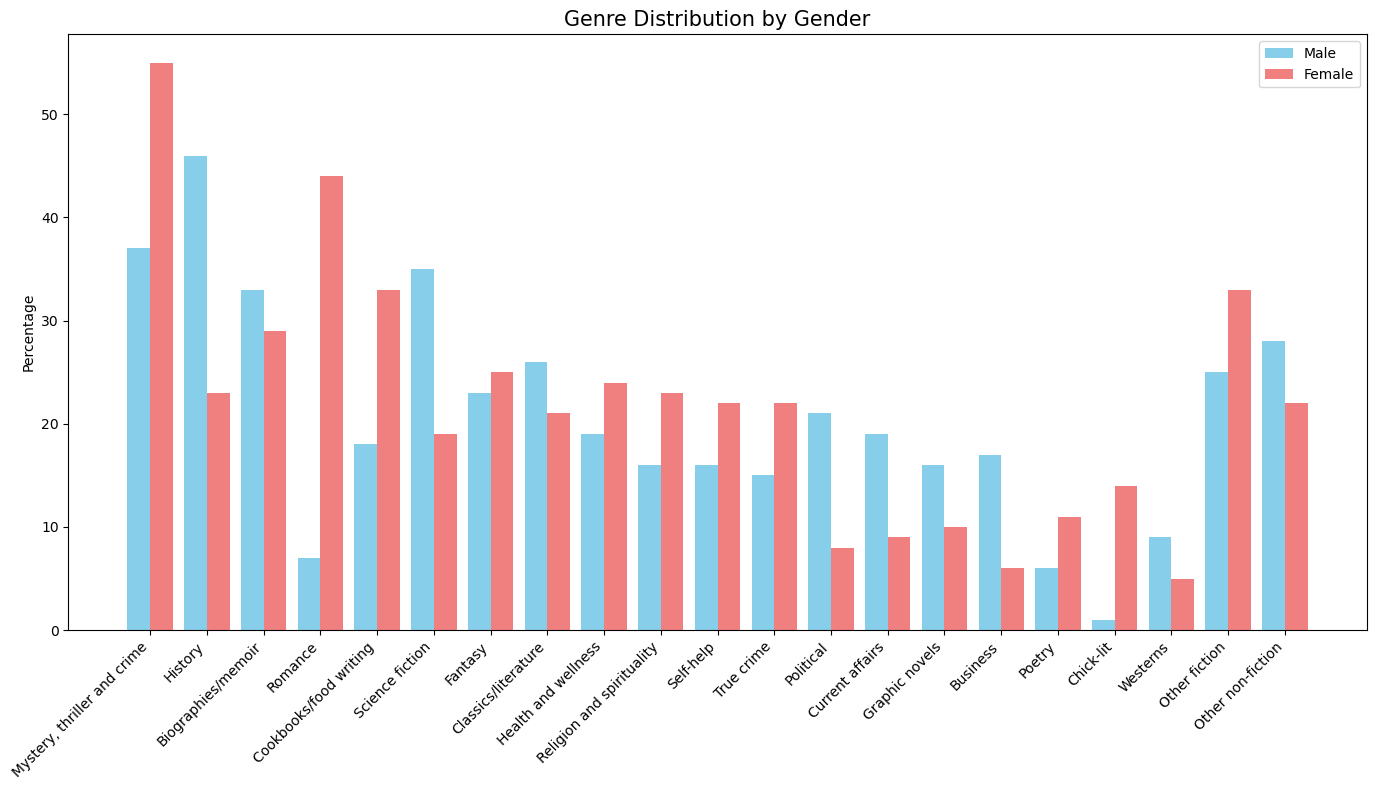 Genre Distribution by Gender
Male
Female
Percentage
50
40
30
20
10
0
Mystery, thriller and crime
History
Biographies/memoir
Romance
Cookbooks/food writing
Science fiction
Fantasy
Classics/literature
Health and wellness
Religion and spirituality
Self-help
True crime
Political
Current affairs
Graphic novels
Business
Poetry
Chick-lit
Westerns
Other fiction
Other non-fiction